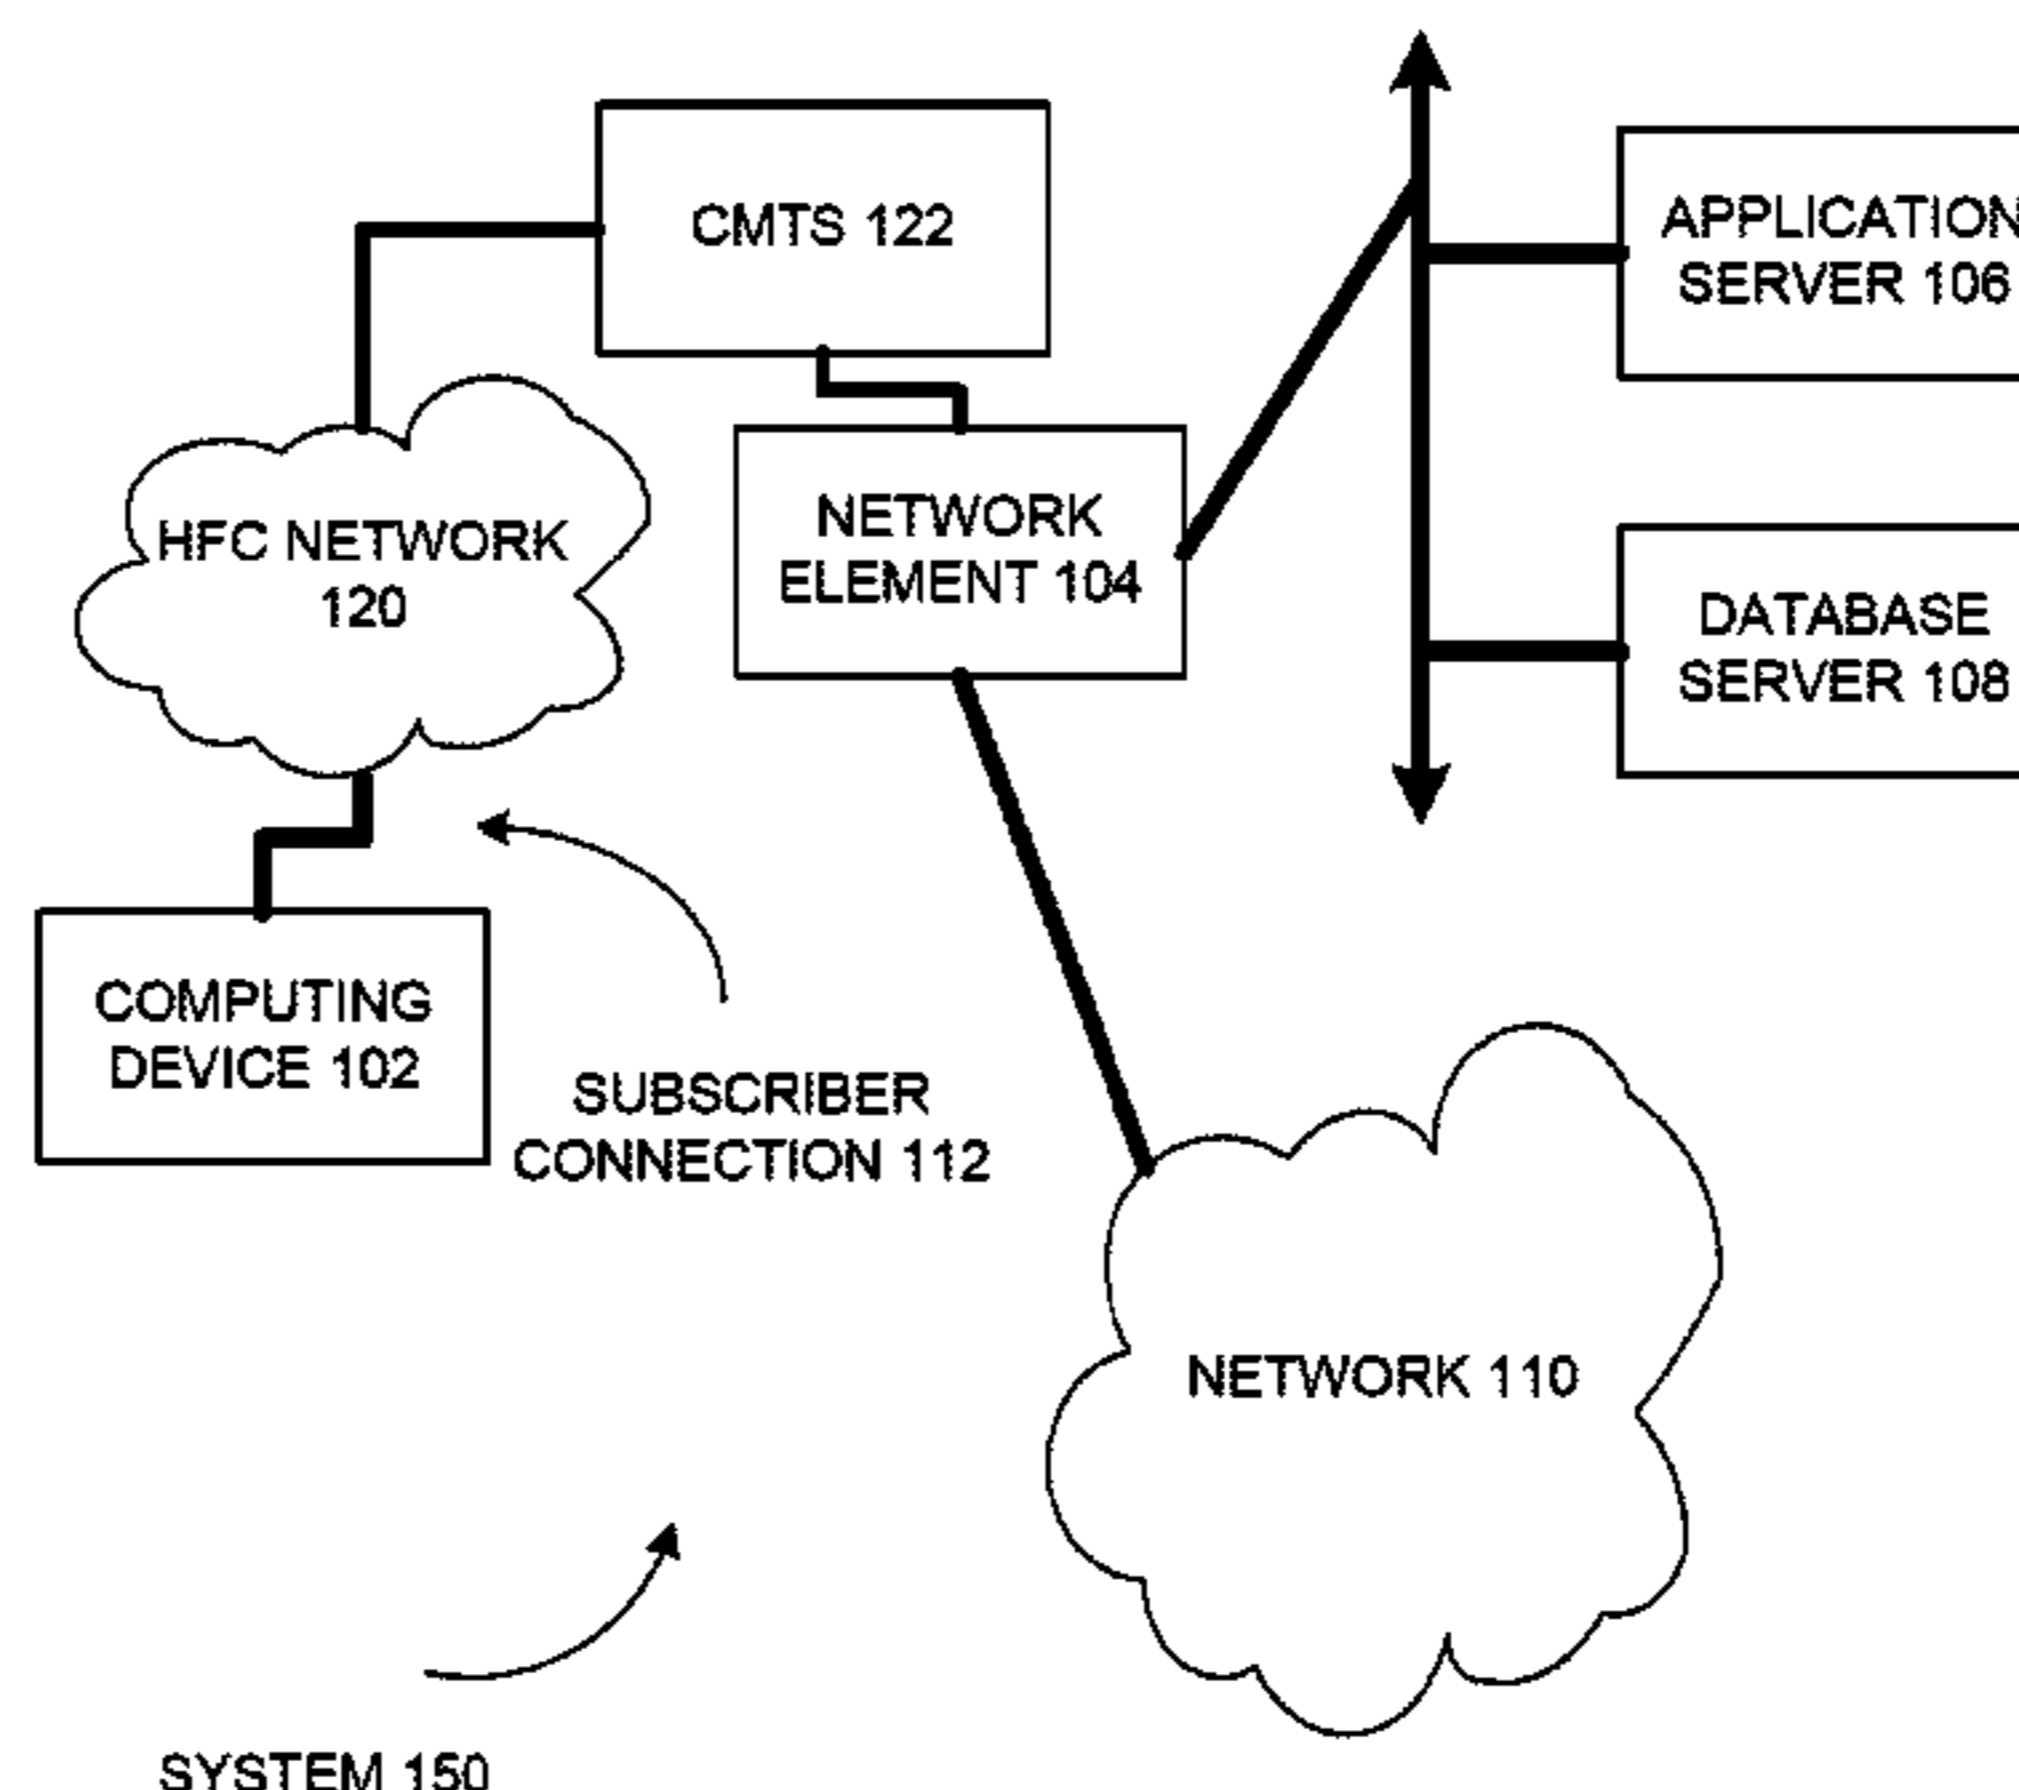 CMTS 122
APPLICATION
SERVER 106
HFC NETWORK
120
NETWORK
ELEMENT 104
DATABASE
SERVER 108
COMPUTING
DEVICE 102
SUBSCRIBER
CONNECTION 112
NETWORK 110
SYSTEM 150